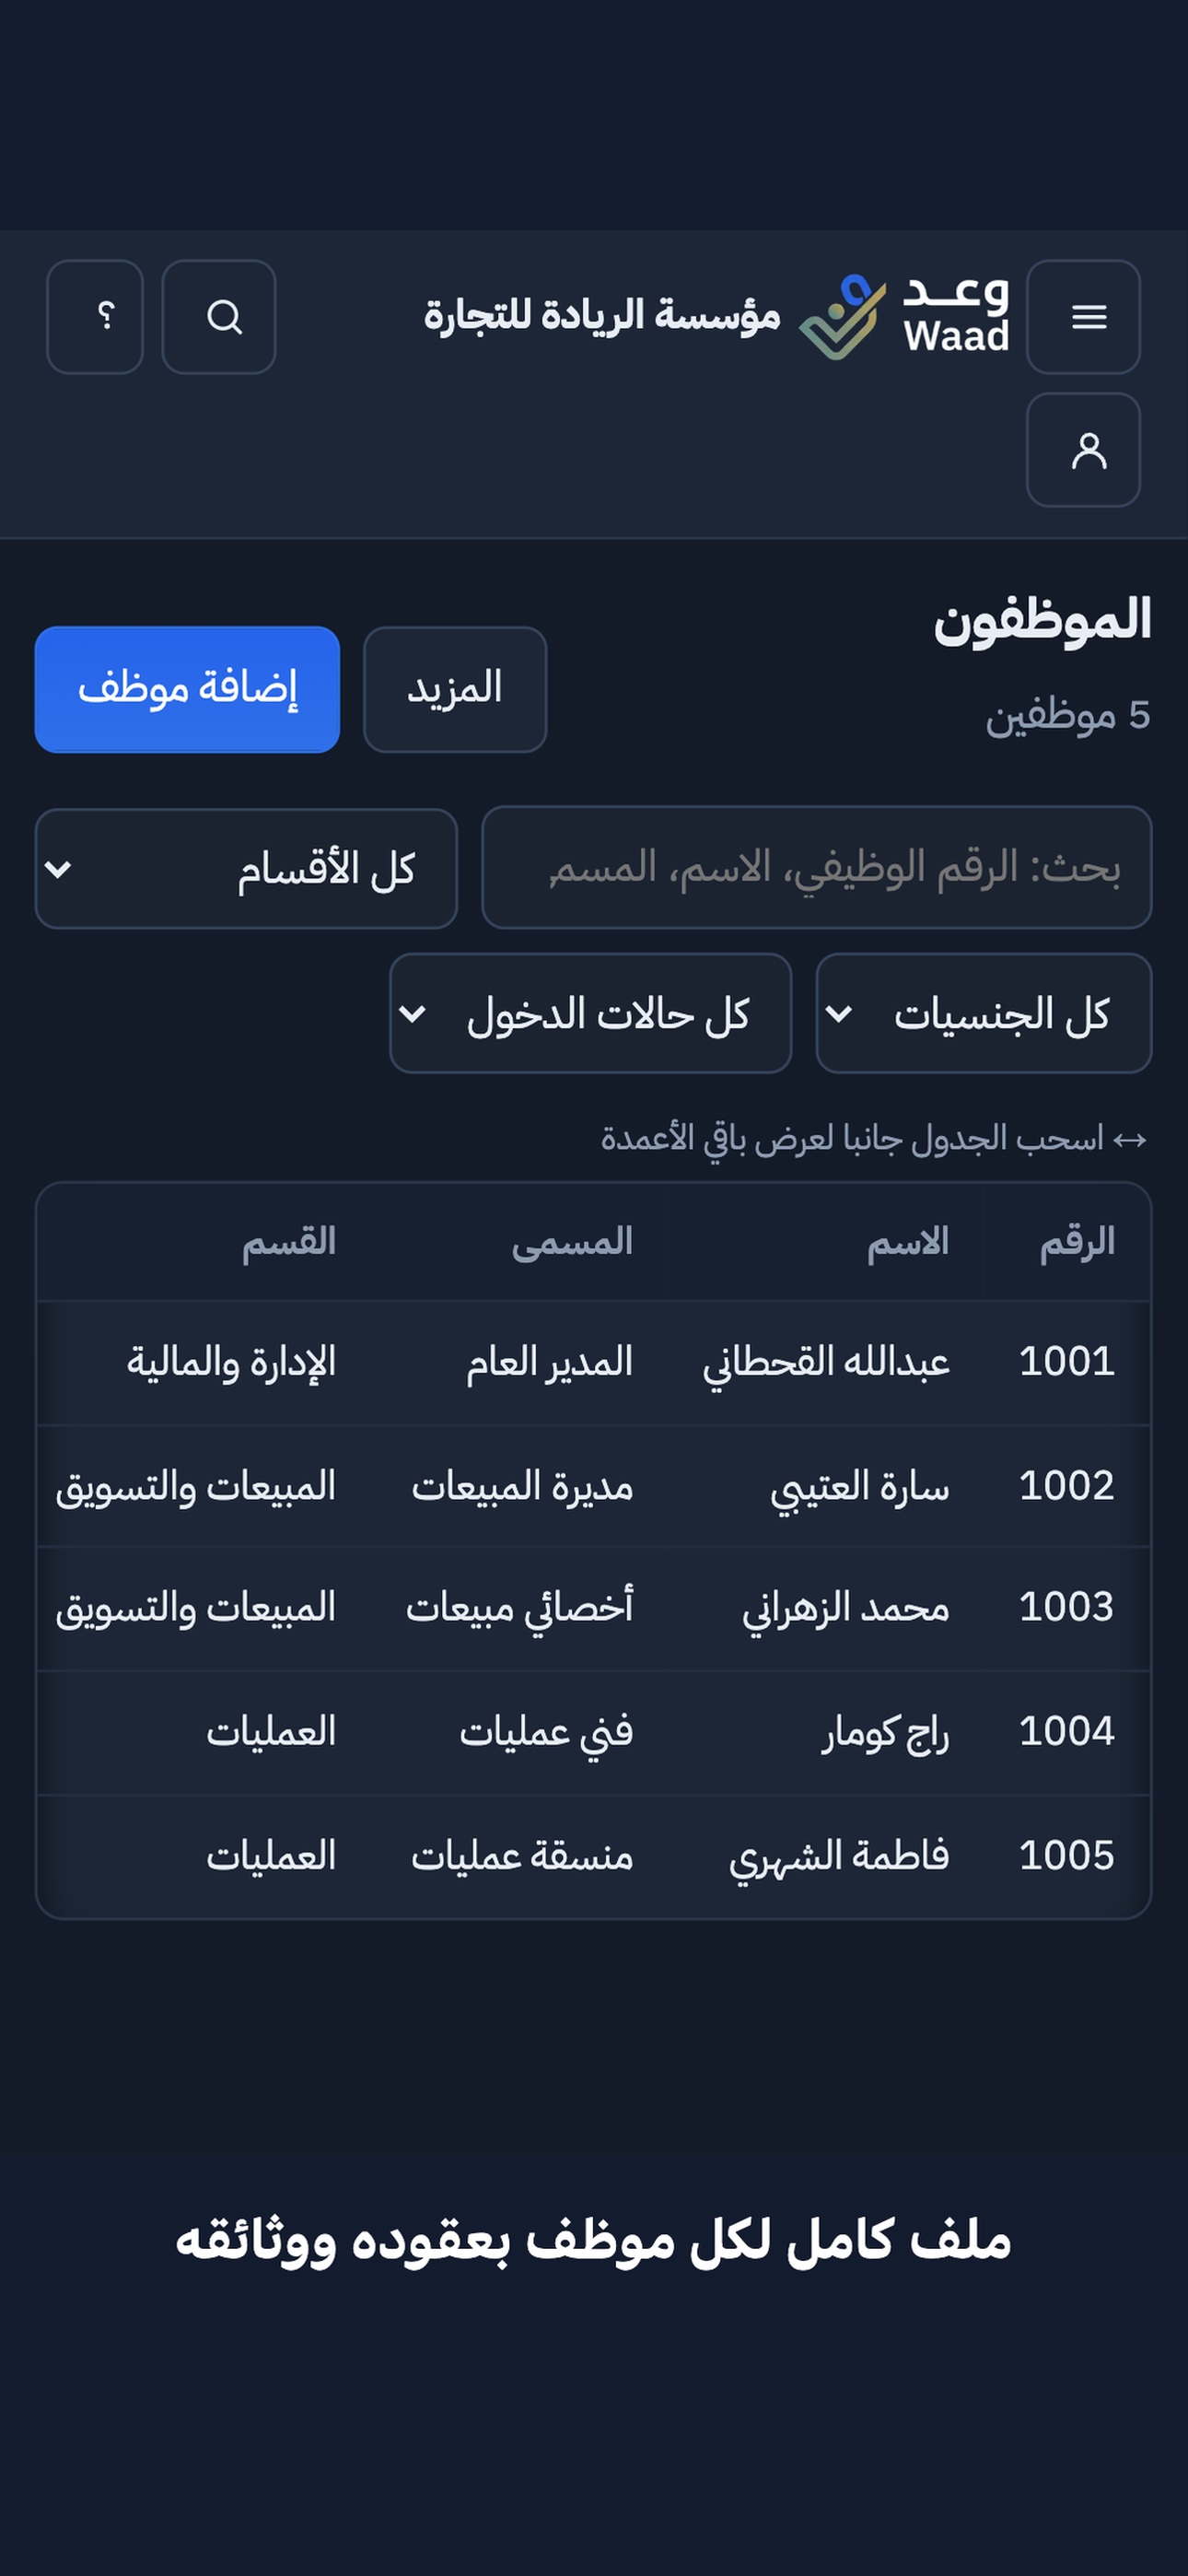 وعد
Waad
مؤسسة الريادة للتجارة
؟
الموظفون
5 موظفين
المزيد
إضافة موظف
بحث: الرقم الوظيفي، الاسم،
كل الأقسام
كل الجنسيات
كل حالات الدخول
↔ اسحب الجدول جانبا لعرض باقي الأعمدة
الرقم الاسم المسمى القسم
1001 عبدالله القحطاني المدير العام الإدارة والمالية
1002 سارة العتيبي مديرة المبيعات المبيعات والتسويق
1003 محمد الزهراني أخصائي مبيعات المبيعات والتسويق
1004 راج كومار فني عمليات العمليات
1005 فاطمة الشهري منسقة عمليات العمليات
ملف كامل لكل موظف بعقوده ووثائقه